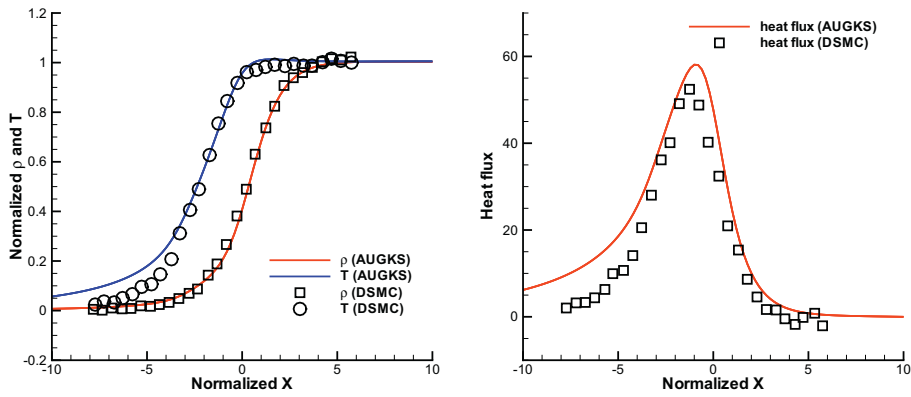 1.2
1
0.8
0.6
0.4
0.2
0
-0.2
-10
-5
0
5
10
Normalized X
Normalized ρ and T
ρ (AUGKS)
T (AUGKS)
ρ (DSMC)
T (DSMC)
60
40
20
0
-10
-5
0
5
10
Normalized X
Heat flux
heat flux (AUGKS)
heat flux (DSMC)